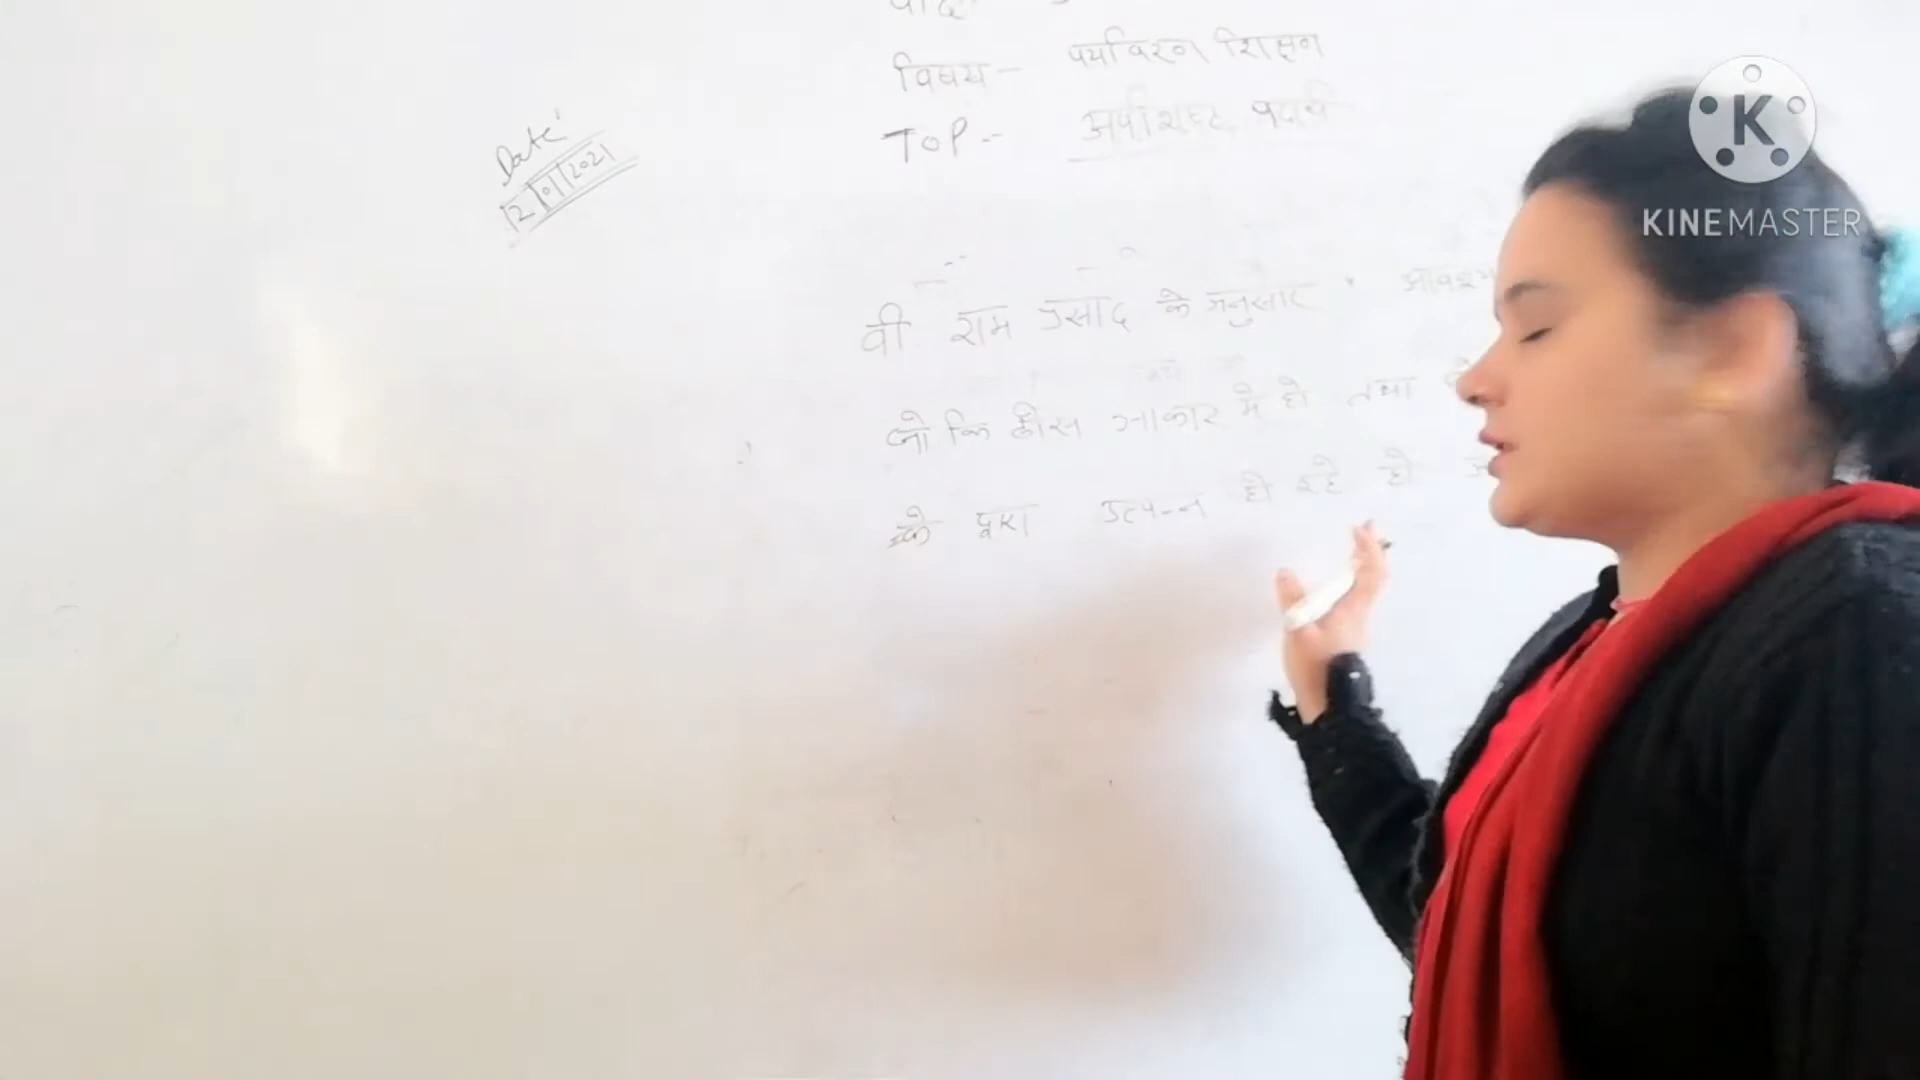 विषय - पर्यावरण शिक्षण
TOP - अपशिष्ट पदार्थ
Date
12/01/2021
वी. राम प्रसाद के अनुसार "
जो कि ठोस आकार मे हो तथा
के द्वारा उत्पन्न हो रहे हो
K
KINEMASTER